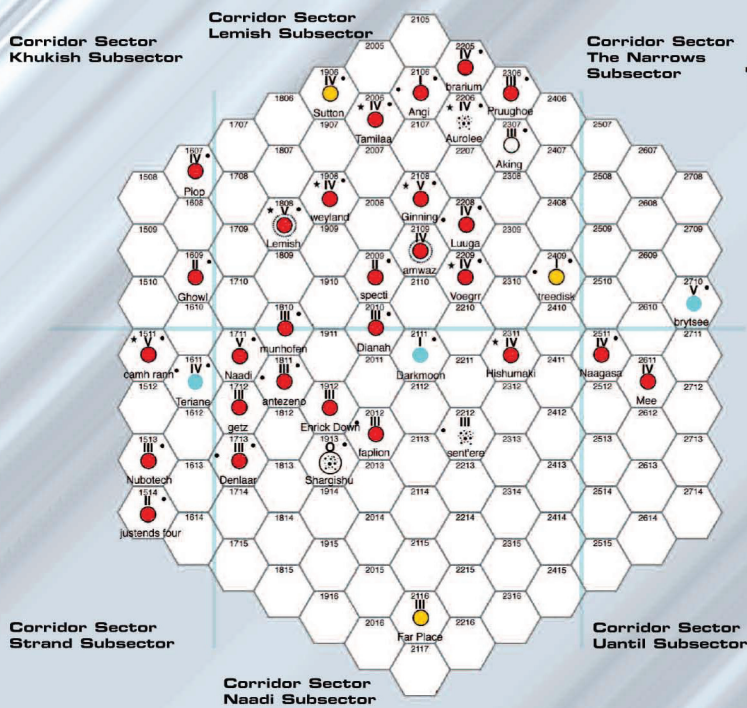 Corridor Sector
Lemish Subsector
Corridor Sector
Khukish Subsector
Corridor Sector
The Narrows
Subsector
2105
2005 2205
IV
brarium
1906 2106 2306
IV I III
Sutton Angi Pruughoe
1806 2006 2206 2406
IV IV
Tamilaa Aurolee
1707 1907 2107 2307 2507
III
Aking
1607 1807 2007 2207 2407 2607
IV
Plop
1508 1708 1908 2108 2308 2508 2708
IV IV
weyland Ginning
1608 1808 2008 2208 2408 2608
V IV
Lemish Luuga
1509 1709 1909 2109 2309 2509 2709
IV
amwaz
1609 1809 2009 2209 2409 2609
II II IV I
Ghowl specti Voegrr treedisk
1510 1710 1910 2110 2310 2510 2710
V
brytsee
1610 1810 2010 2210 2410 2610
III III
munhofen Dianah
1511 1711 1911 2111 2311 2511 2711
V V I IV IV
camh ranh Naadi Darkmoon Hishumaki Naagasa
1611 1811 2011 2211 2411 2611
IV III IV
Teriane antezeno Mee
1512 1712 1912 2112 2312 2512 2712
III III
getz Enrick Down
1612 1812 2012 2212 2412 2612
III III
faplion sent'ere
1513 1713 1913 2113 2313 2513 2713
III III O
Nubotech Denlaar Sharqishu
1613 1813 2013 2213 2413 2613
1514 1714 1914 2114 2314 2514 2714
II
justends four
1614 1814 2014 2214 2414 2614
1715 1915 2115 2315 2515
1815 2015 2215 2415
1916 2116 2316
III
Far Place
2016 2216
2117
Corridor Sector
Strand Subsector
Corridor Sector
Uantil Subsector
Corridor Sector
Naadi Subsector